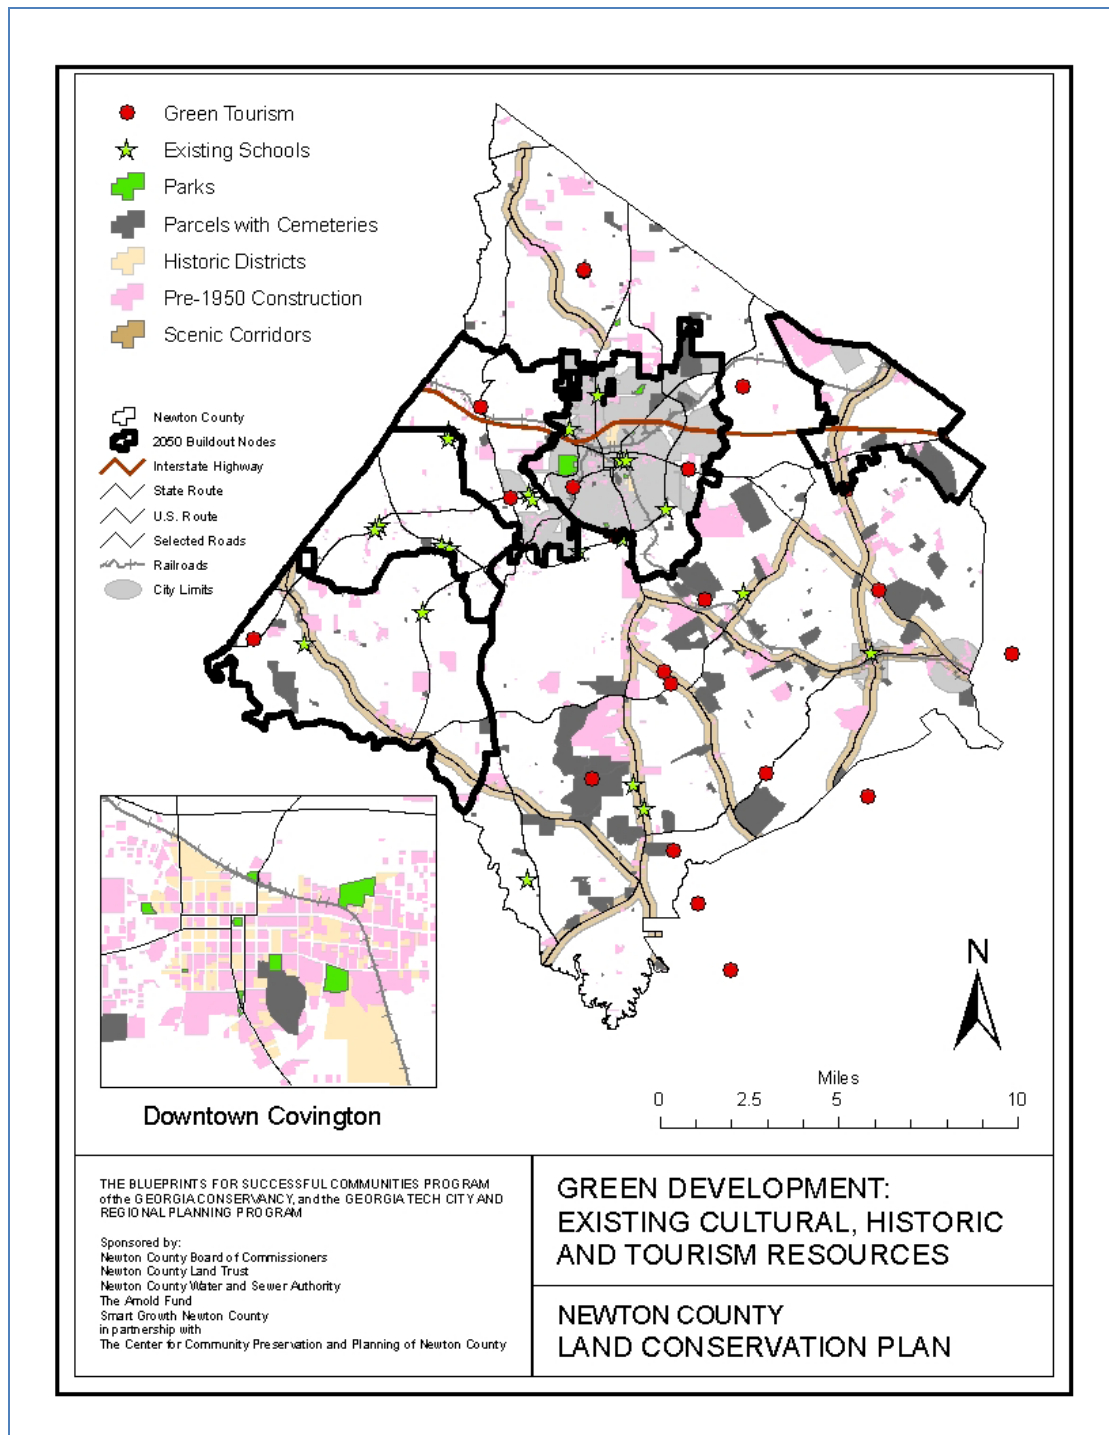 Green Tourism
Existing Schools
Parks
Parcels with Cemeteries
Historic Districts
Pre-1950 Construction
Scenic Corridors
Newton County
2050 Buildout Nodes
Interstate Highway
State Route
U.S. Route
Selected Roads
Railroads
City Limits
N
Miles
0 2.5 5 10
Downtown Covington
THE BLUEPRINTS FOR SUCCESSFUL COMMUNITIES PROGRAM
of the GEORGIA CONSERVANCY, and the GEORGIA TECH CITY AND
REGIONAL PLANNING PROGRAM
Sponsored by:
Newton County Board of Commissioners
Newton County Land Trust
Newton County Water and Sewer Authority
The Arnold Fund
Smart Growth Newton County
in partnership with
The Center for Community Preservation and Planning of Newton County
GREEN DEVELOPMENT:
EXISTING CULTURAL, HISTORIC
AND TOURISM RESOURCES
NEWTON COUNTY
LAND CONSERVATION PLAN